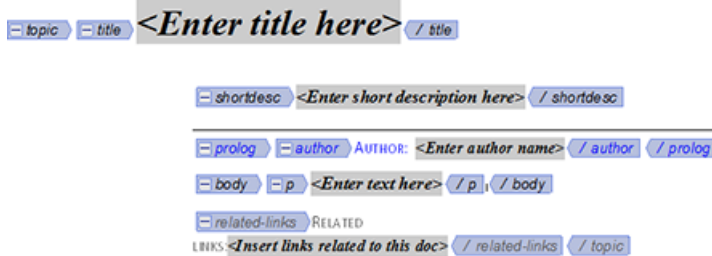 topic title <Enter title here> / title
shortdesc <Enter short description here> / shortdesc
prolog author AUTHOR: <Enter author name> / author / prolog
body p <Enter text here> / p / body
related-links RELATED
LINKS: <Insert links related to this doc> / related-links / topic